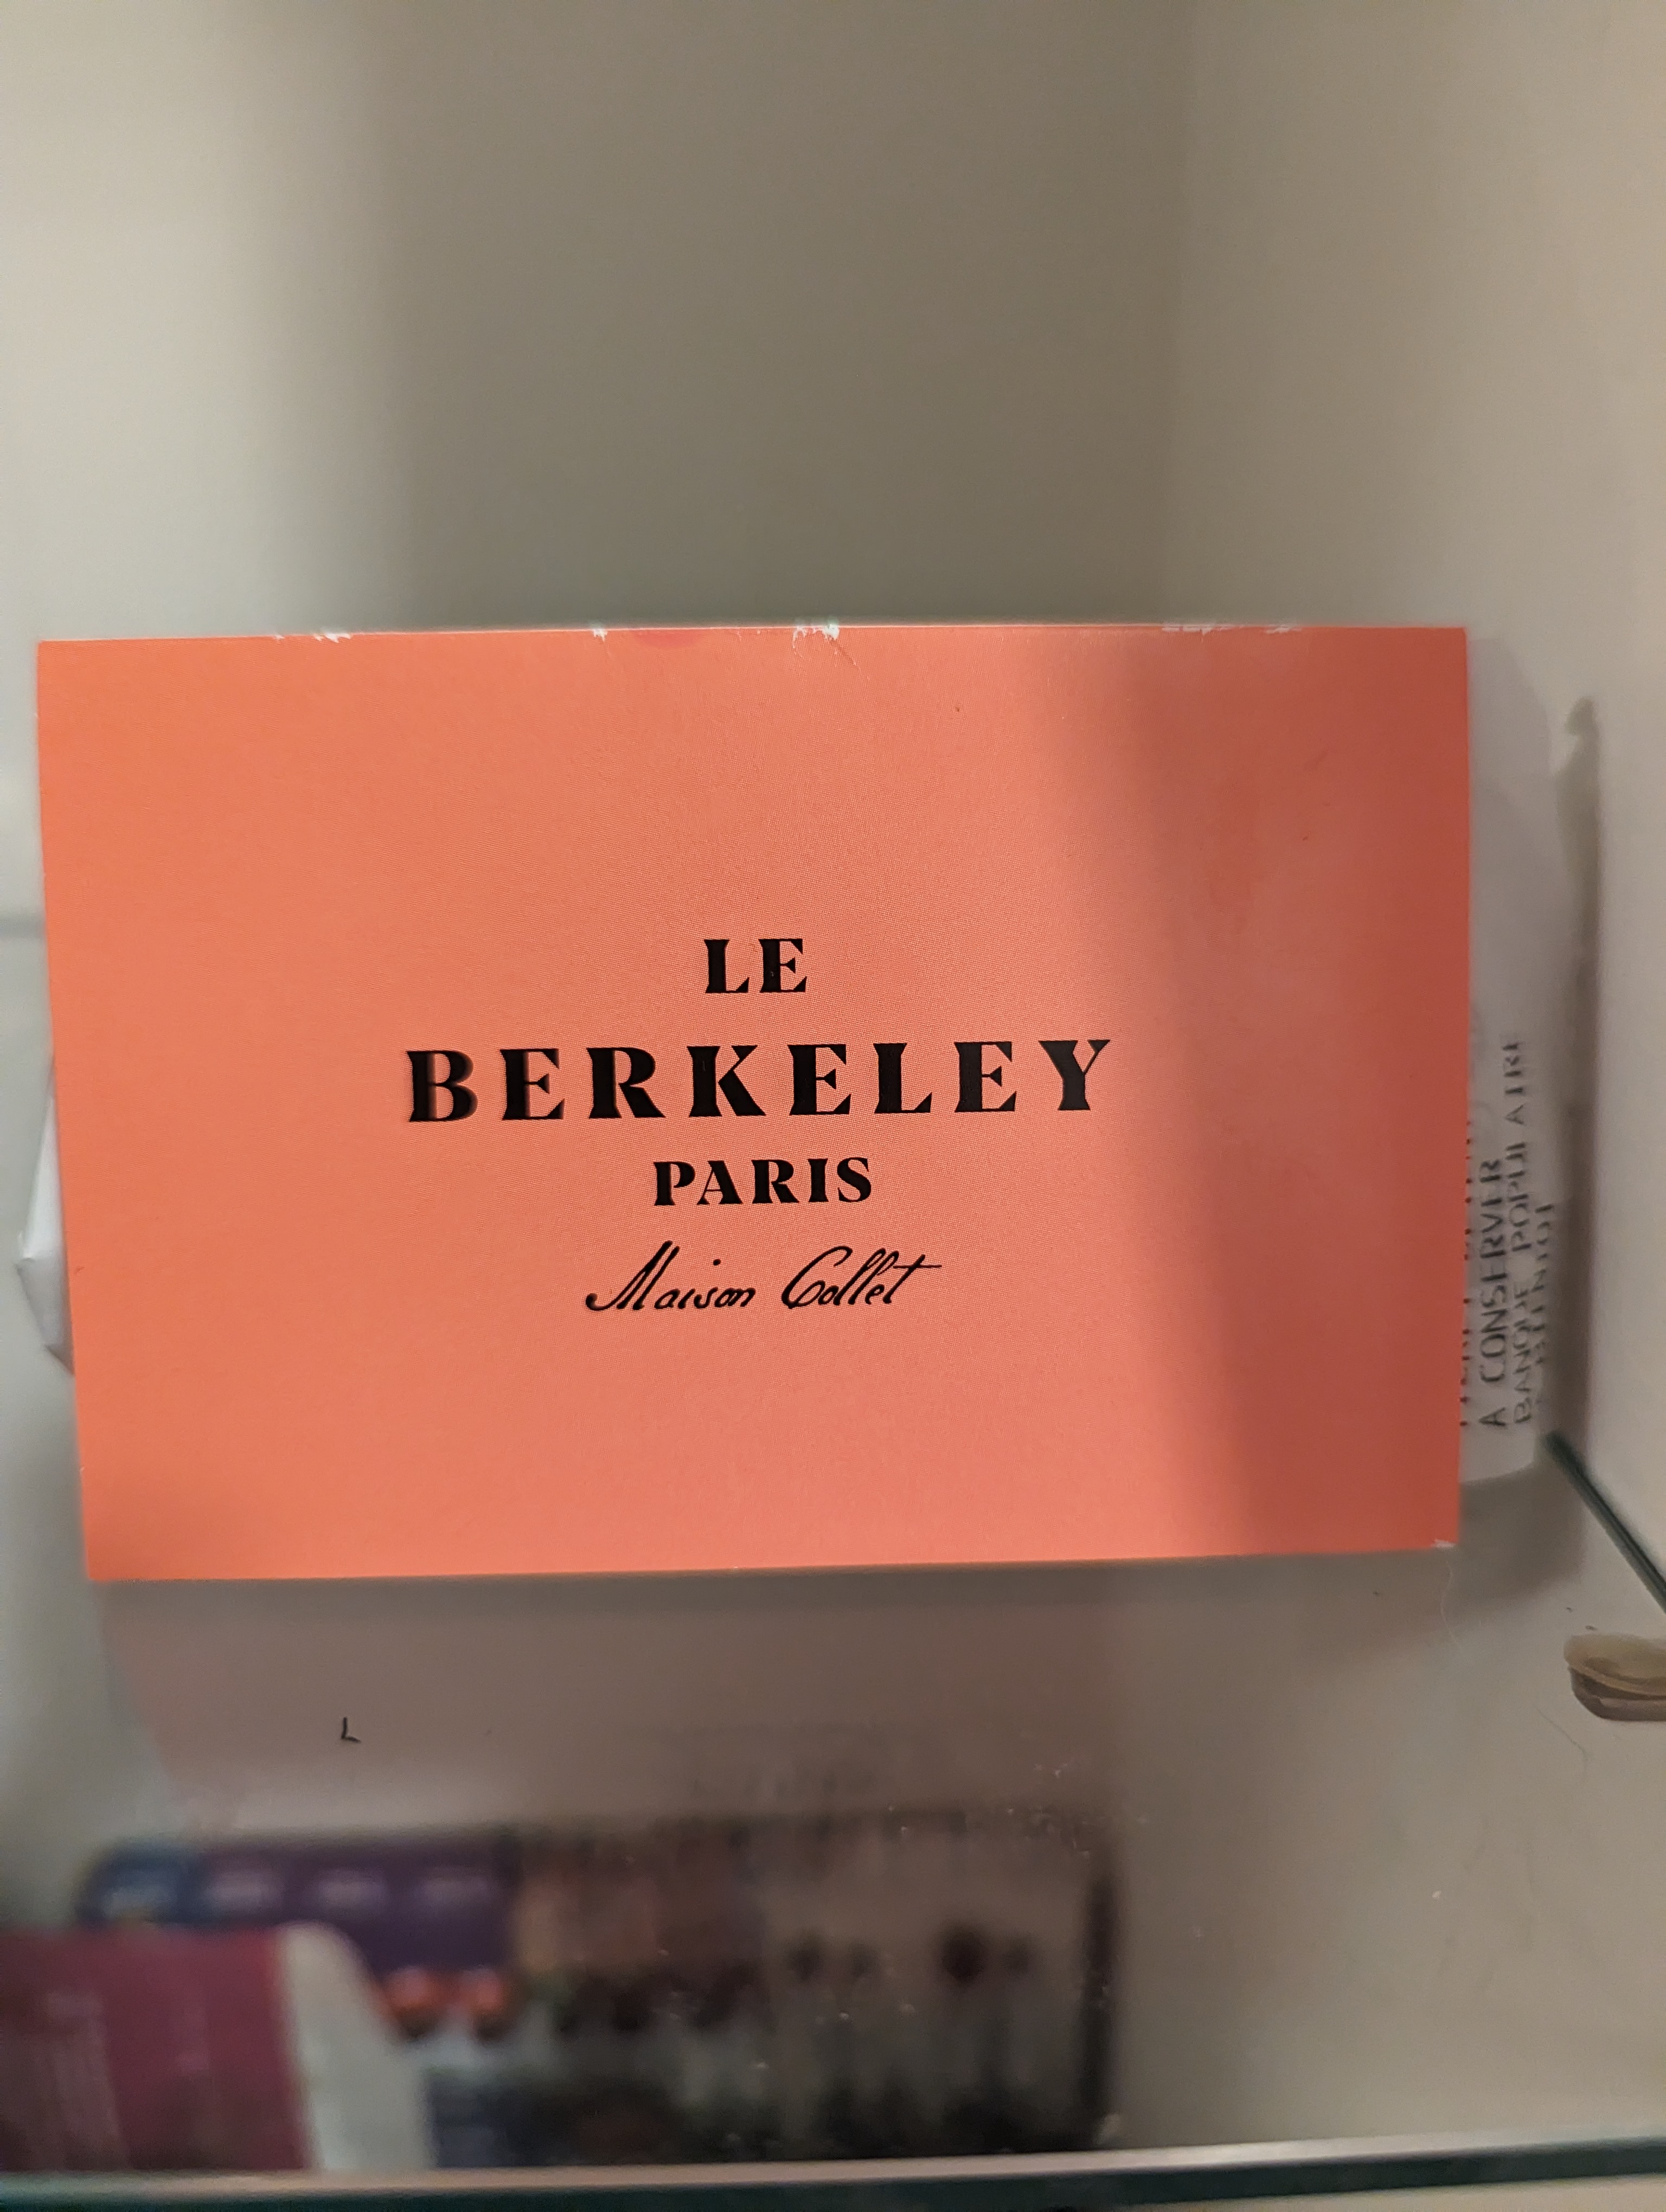 LE
BERKELEY
PARIS
Maison Collet
A CONSERVER
BANQUE POPULAIRE